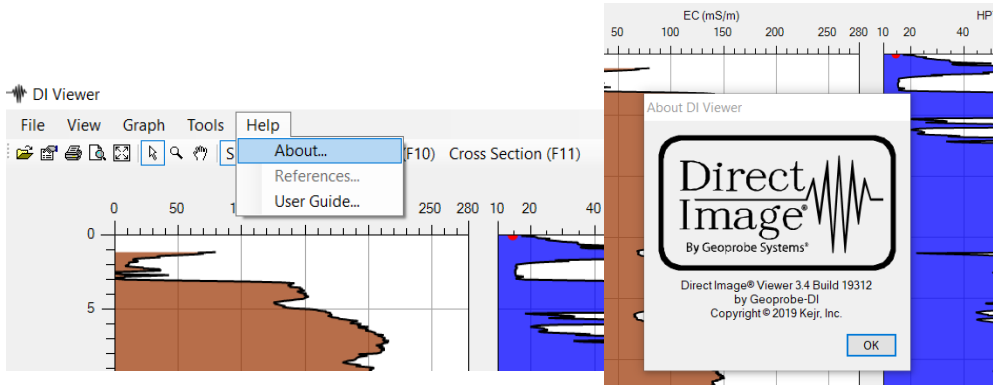 DI Viewer
File View Graph Tools Help
About...
(F10) Cross Section (F11)
References...
User Guide...
0 50 250 280 10 20 40
0
5
EC (mS/m)
50 100 150 200 250 280 10 20 40
About DI Viewer
Direct
Image®
By Geoprobe Systems®
Direct Image® Viewer 3.4 Build 19312
by Geoprobe-DI
Copyright © 2019 Kejr, Inc.
OK